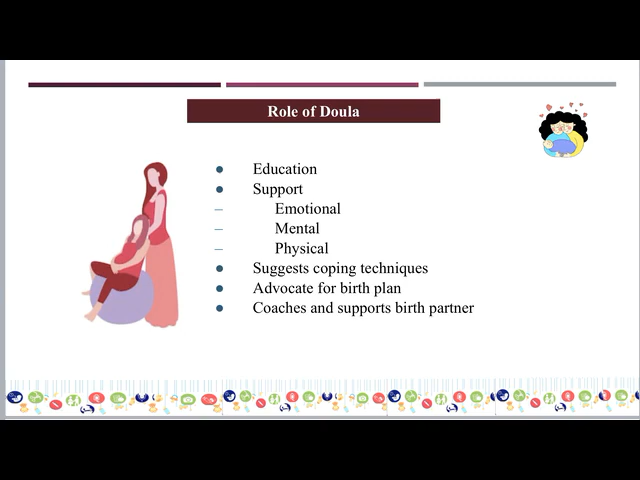 Role of Doula
● Education
● Support
– Emotional
– Mental
– Physical
● Suggests coping techniques
● Advocate for birth plan
● Coaches and supports birth partner